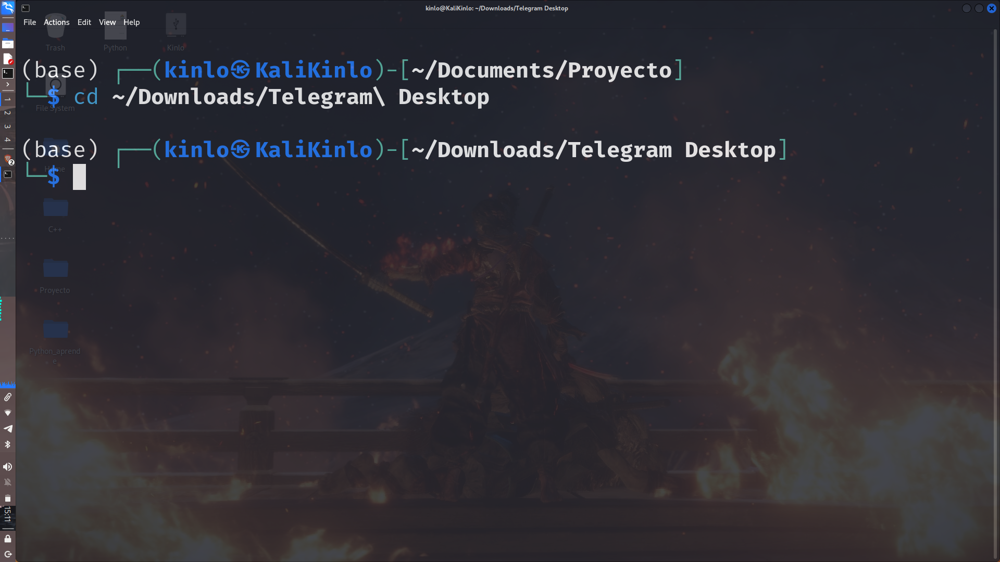 kinlo@KaliKinlo: ~/Downloads/Telegram Desktop
File Actions Edit View Help
Trash Python Kinlo
(base) ┌──(kinlo㉿KaliKinlo)-[~/Documents/Proyecto]
└─$ cd ~/Downloads/Telegram\ Desktop
File System
(base) ┌──(kinlo㉿KaliKinlo)-[~/Downloads/Telegram Desktop]
└─$
Home
C++
Proyecto
Python_aprend
e
1
2
3
4
2
15:11